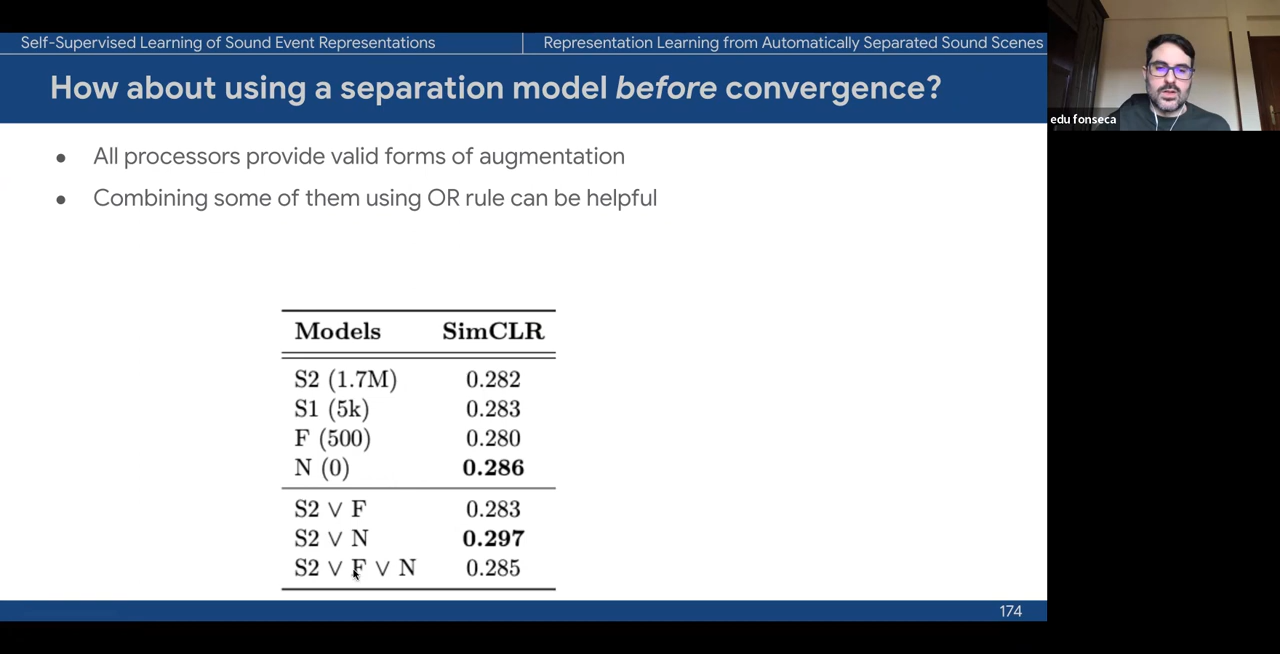 Self-Supervised Learning of Sound Event Representations
Representation Learning from Automatically Separated Sound Scenes
How about using a separation model before convergence?
edu fonseca
● All processors provide valid forms of augmentation
● Combining some of them using OR rule can be helpful
Models SimCLR
S2 (1.7M) 0.282
S1 (5k) 0.283
F (500) 0.280
N (0) 0.286
S2 ∨ F 0.283
S2 ∨ N 0.297
S2 ∨ F ∨ N 0.285
174